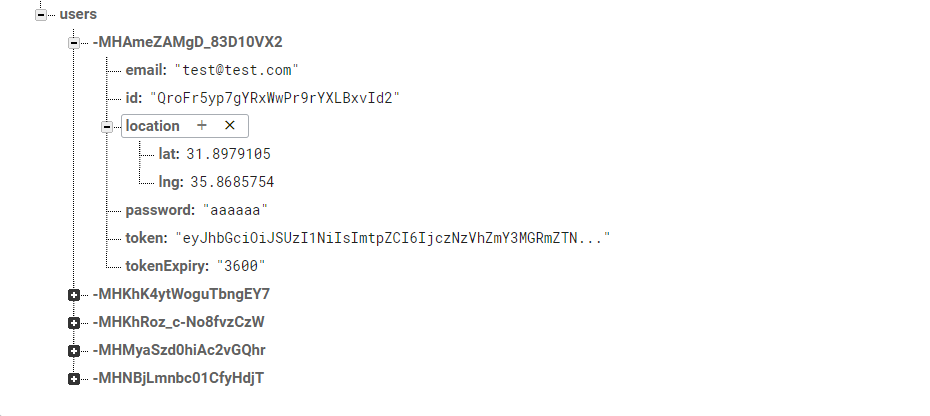 users
-MHAmeZAMgD_83D10VX2
email: "test@test.com"
id: "QroFr5yp7gYRxWwPr9rYXLBxvId2"
location + ×
lat: 31.8979105
lng: 35.8685754
password: "aaaaaa"
token: "eyJhbGciOiJSUzI1NiIsImtpZCI6IjczNzVhZmY3MGRmZTN..."
tokenExpiry: "3600"
-MHKhK4ytWoguTbngEY7
-MHKhRoz_c-No8fvzCzW
-MHMyaSzd0hiAc2vGQhr
-MHNBjLmnbc01CfyHdjT